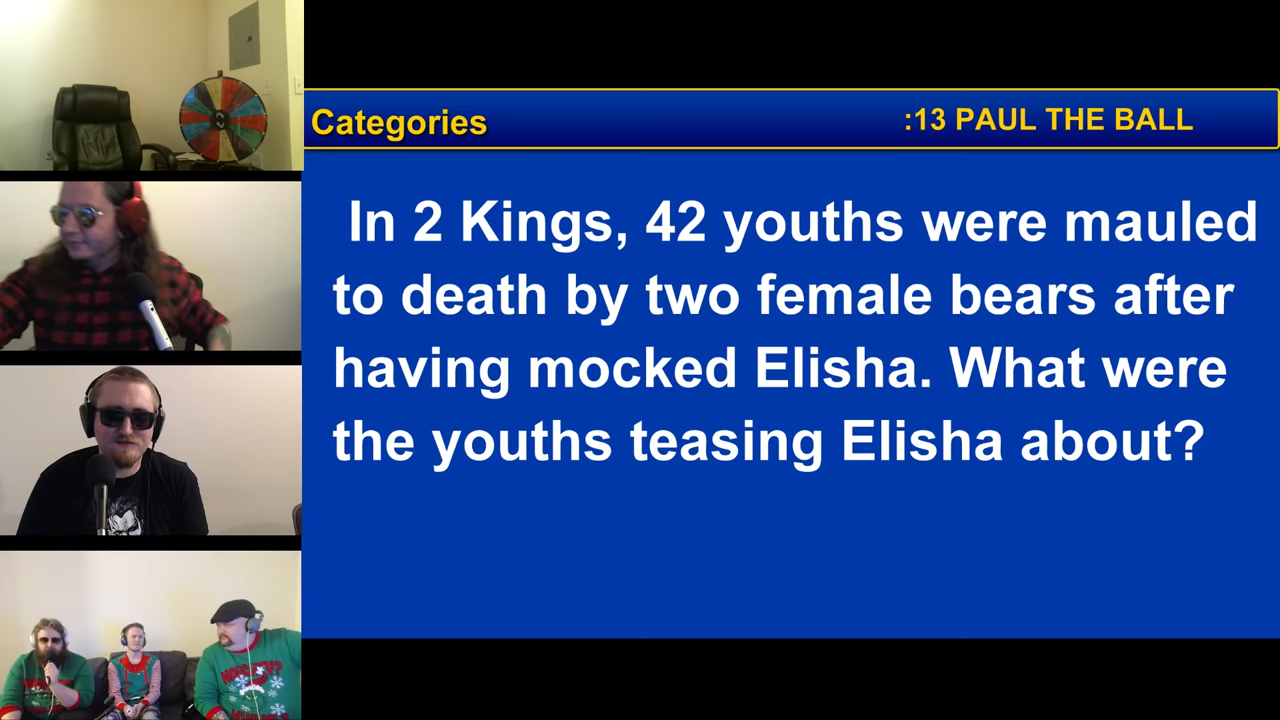 Categories
:13 PAUL THE BALL
In 2 Kings, 42 youths were mauled
to death by two female bears after
having mocked Elisha. What were
the youths teasing Elisha about?